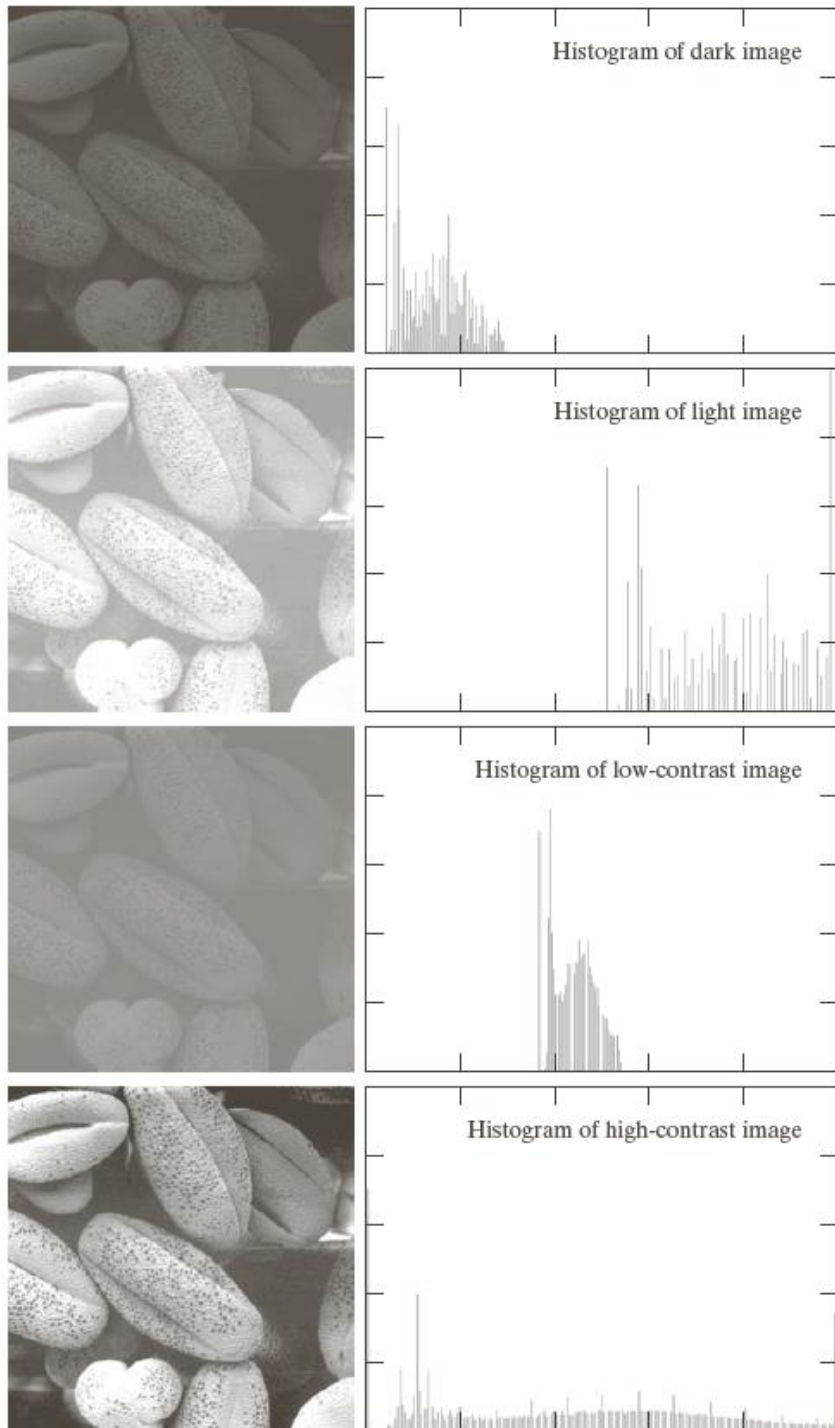 Histogram of dark image
Histogram of light image
Histogram of low-contrast image
Histogram of high-contrast image